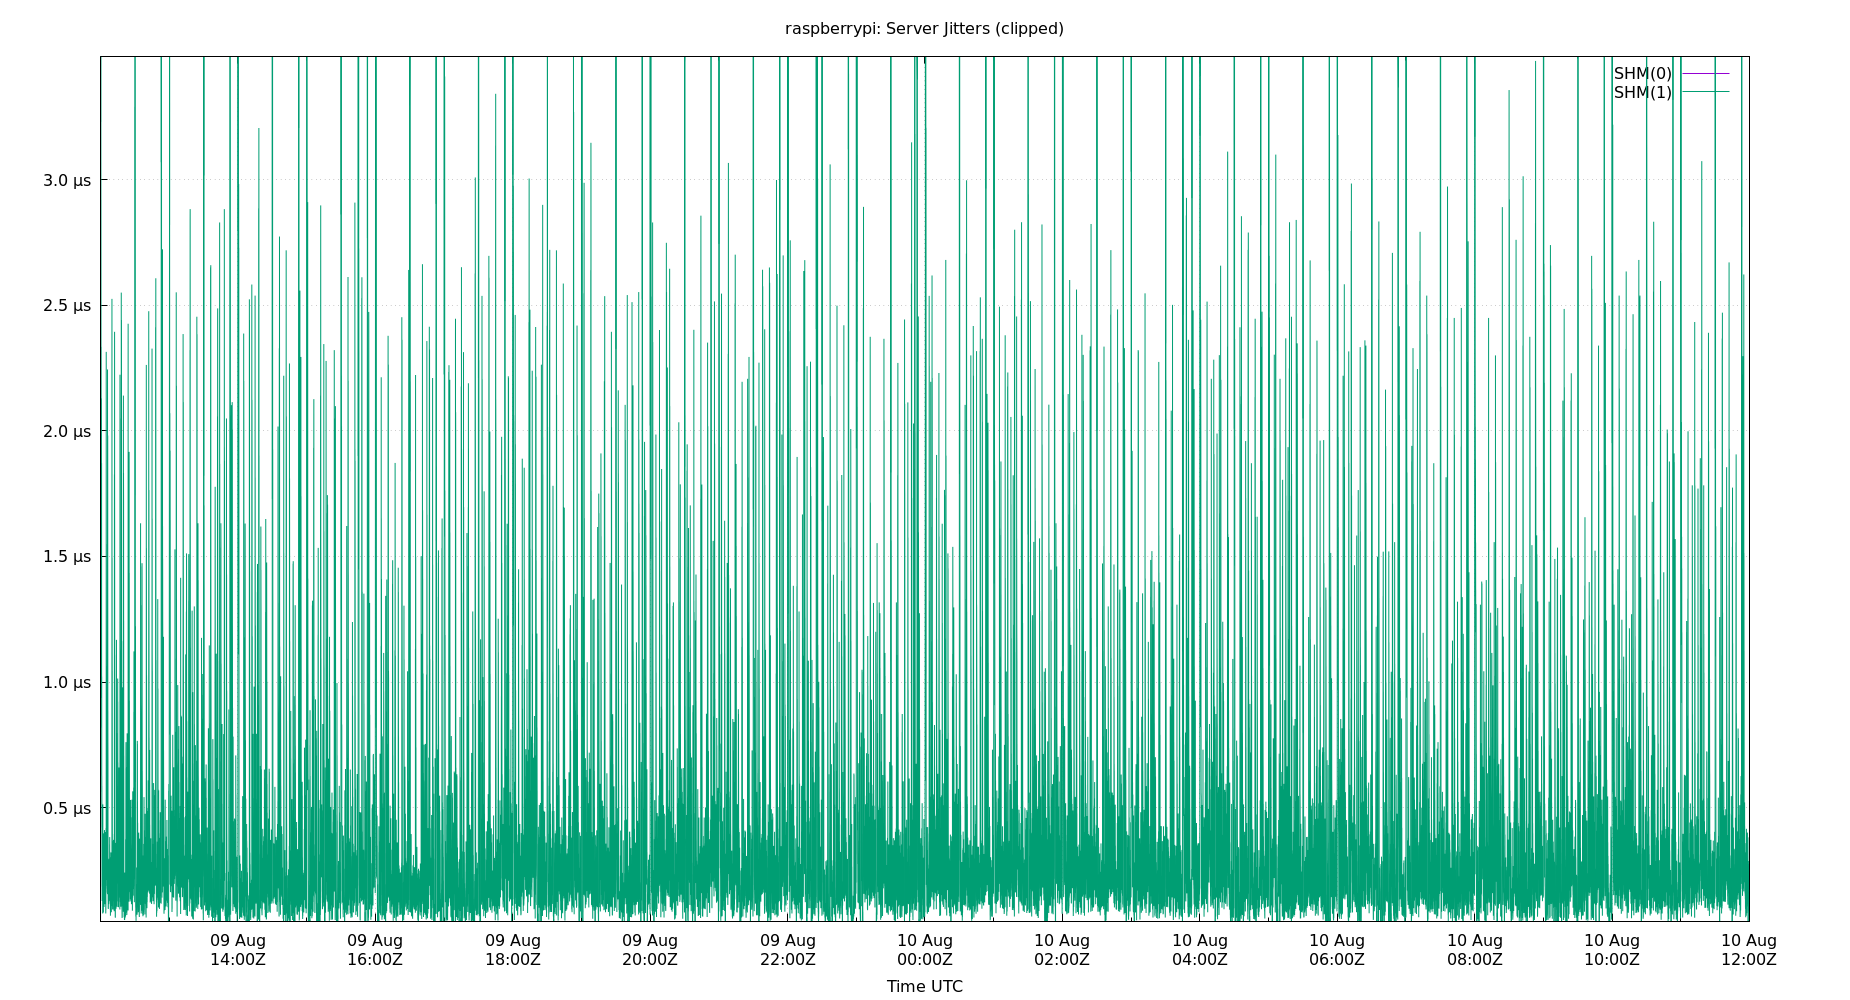 raspberrypi: Server Jitters (clipped)
SHM(0)
SHM(1)
3.0 µs
2.5 µs
2.0 µs
1.5 µs
1.0 µs
0.5 µs
09 Aug 09 Aug 09 Aug 09 Aug 09 Aug 10 Aug 10 Aug 10 Aug 10 Aug 10 Aug 10 Aug 10 Aug
14:00Z 16:00Z 18:00Z 20:00Z 22:00Z 00:00Z 02:00Z 04:00Z 06:00Z 08:00Z 10:00Z 12:00Z
Time UTC